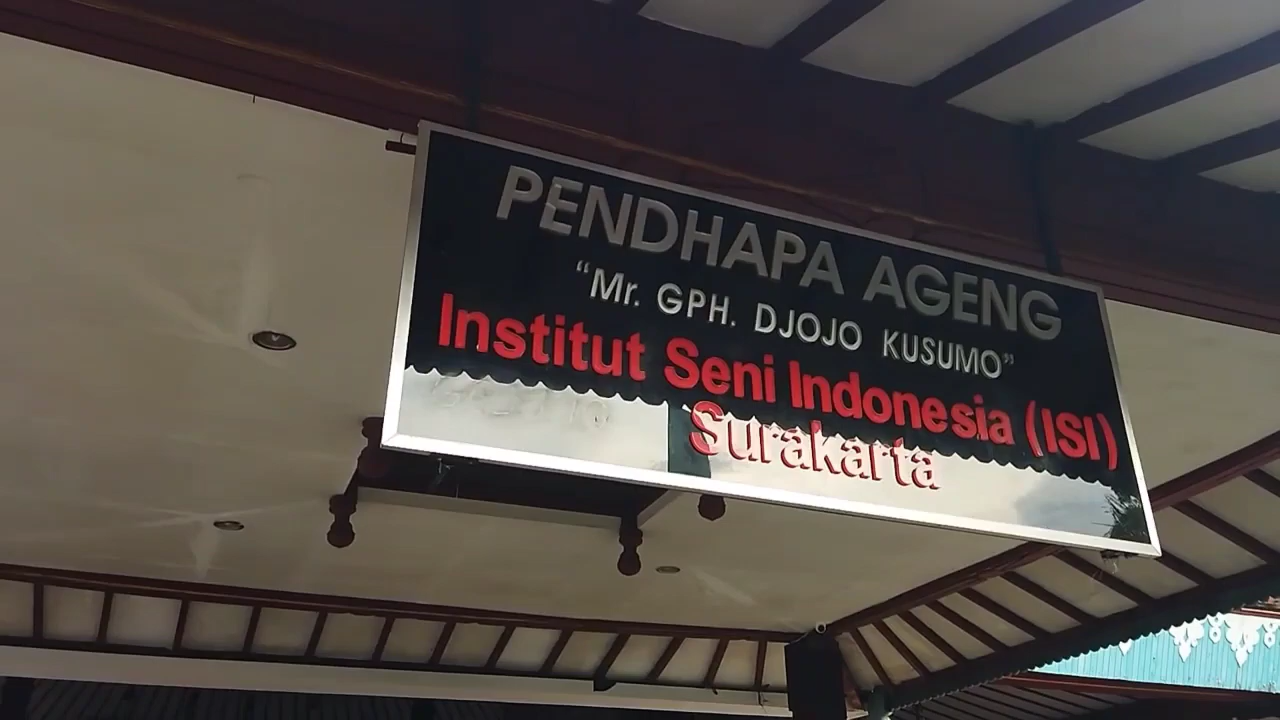 PENDHAPA AGENG
“Mr. GPH. DJOJO KUSUMO”
Institut Seni Indonesia (ISI)
Surakarta